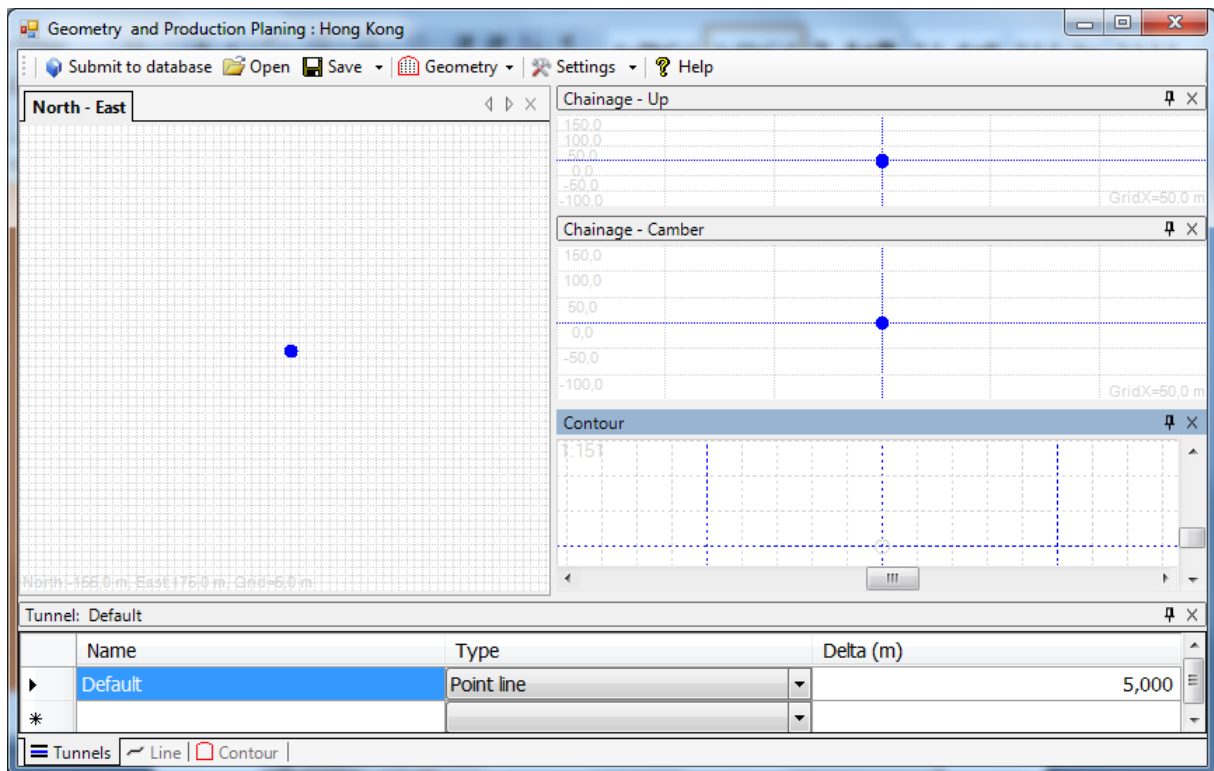 Geometry and Production Planing : Hong Kong
Submit to database Open Save Geometry Settings ? Help
North - East
North -155,0 m, East 175,0 m, Grid=5,0 m
Chainage - Up
150,0
100,0
50,0
0,0
-50,0
-100,0
GridX=50,0 m
Chainage - Camber
150,0
100,0
50,0
0,0
-50,0
-100,0
GridX=50,0 m
Contour
1:151
Tunnel: Default
Name Type Delta (m)
Default Point line 5,000
Tunnels Line Contour